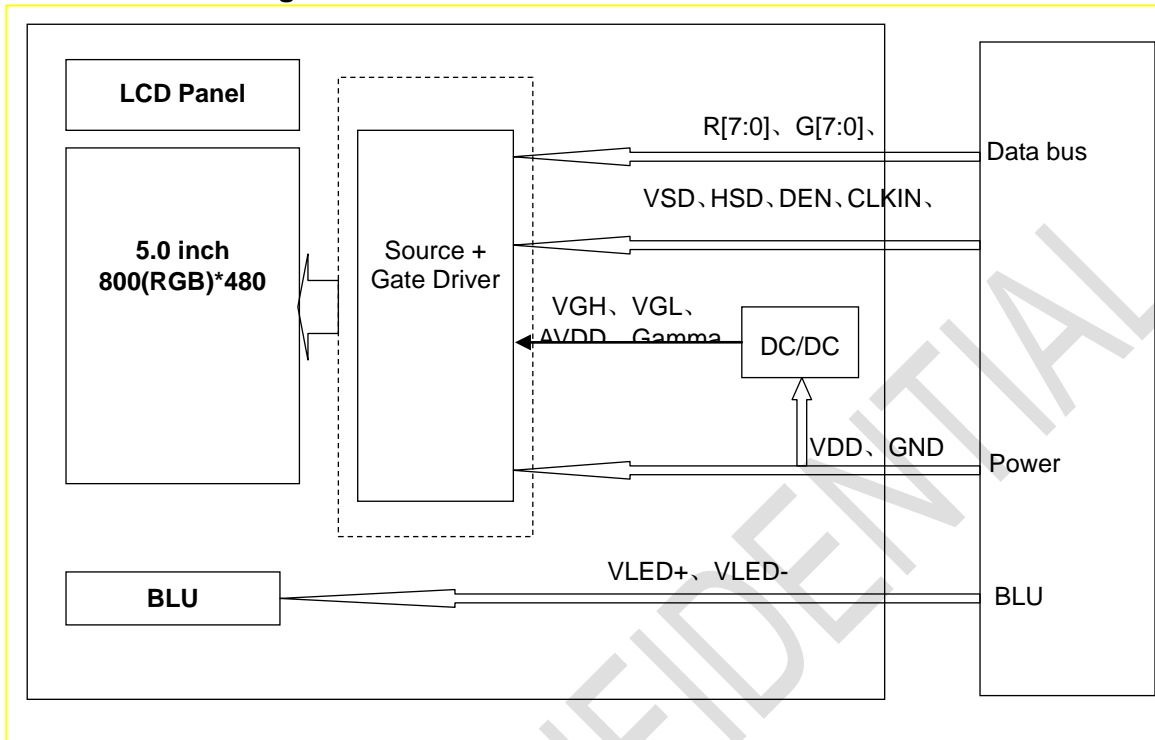 LCD Panel
5.0 inch
800(RGB)*480
Source +
Gate Driver
R[7:0]、G[7:0]、
Data bus
VSD、HSD、DEN、CLKIN、
VGH、VGL、
AVDD Gamma
DC/DC
VDD、GND
Power
VLED+、VLED-
BLU
BLU